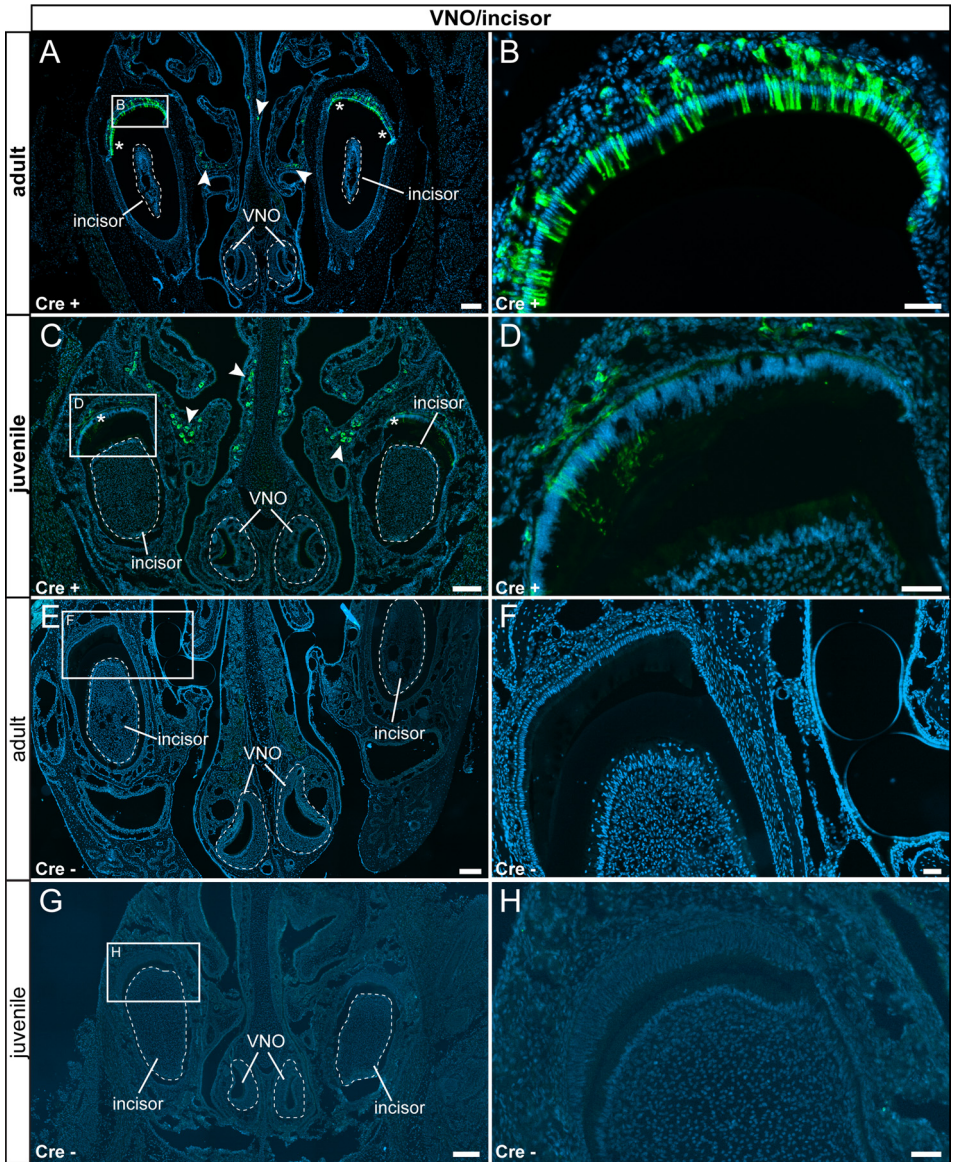 VNO/incisor
adult
A
B
*
*
*
incisor
VNO
incisor
Cre +
B
Cre +
juvenile
C
D
*
*
incisor
VNO
incisor
Cre +
D
Cre +
adult
E
F
incisor
incisor
VNO
Cre -
F
Cre -
juvenile
G
H
VNO
incisor
incisor
Cre -
H
Cre -